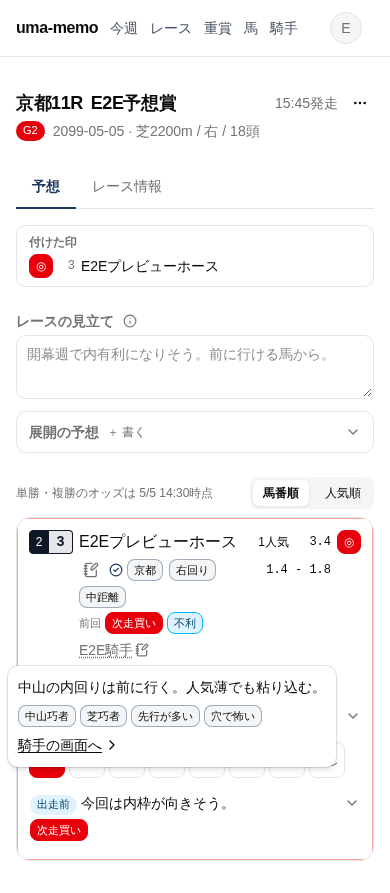 uma-memo 今週 レース 重賞 馬 騎手 E
京都11R E2E予想賞 15:45発走 …
G2 2099-05-05 · 芝2200m / 右 / 18頭
予想 レース情報
付けた印
◎ 3 E2Eプレビューホース
レースの見立て
開幕週で内有利になりそう。前に行ける馬から。
展開の予想 + 書く
単勝・複勝のオッズは 5/5 14:30時点 馬番順 人気順
2 3 E2Eプレビューホース 1人気 3.4 ◎
京都 右回り 1.4 - 1.8
中距離
前回 次走買い 不利
E2E騎手
中山の内回りは前に行く。人気薄でも粘り込む。
中山巧者 芝巧者 先行が多い 穴で怖い
騎手の画面へ
出走前 今回は内枠が向きそう。
次走買い